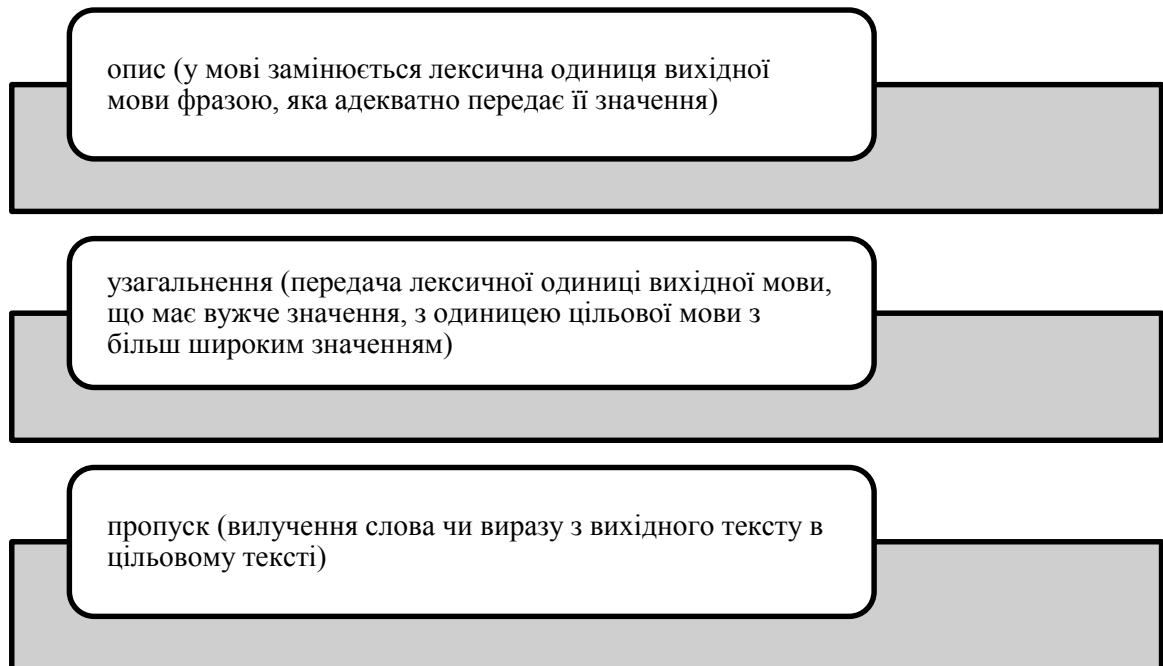 опис (у мові замінюється лексична одиниця вихідної
мови фразою, яка адекватно передає її значення)
узагальнення (передача лексичної одиниці вихідної мови,
що має вужче значення, з одиницею цільової мови з
більш широким значенням)
пропуск (вилучення слова чи виразу з вихідного тексту в
цільовому тексті)